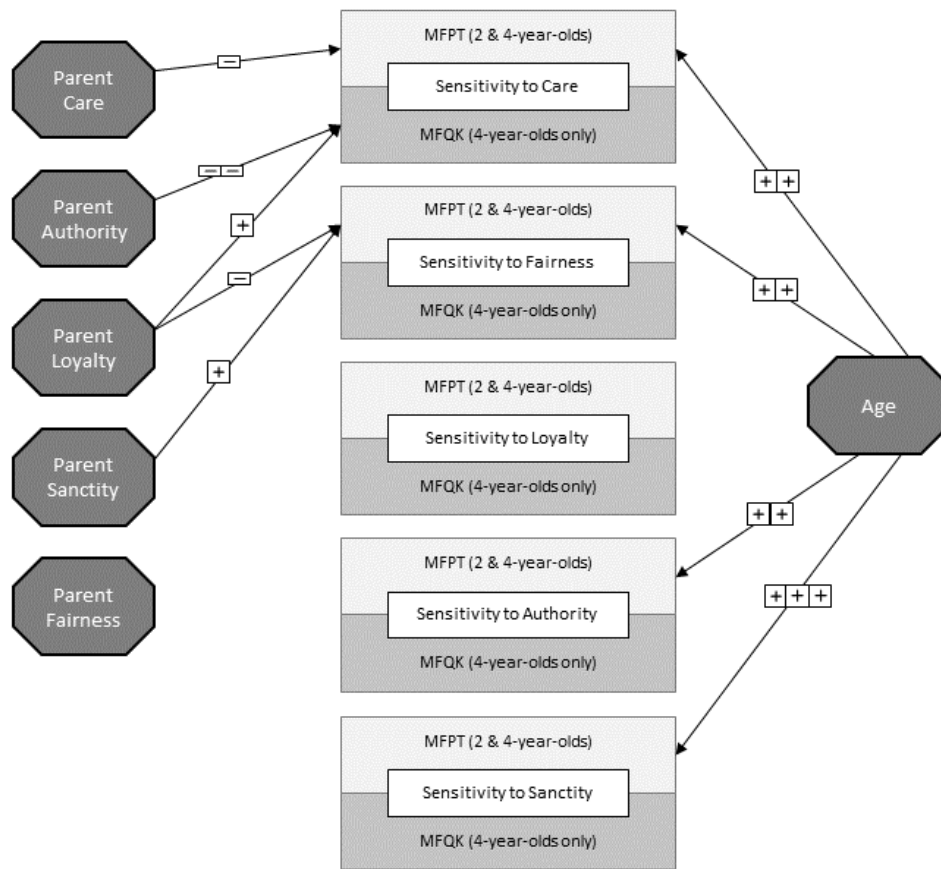 Parent
Care
Parent
Authority
Parent
Loyalty
Parent
Sanctity
Parent
Fairness
−
− −
+
−
+
MFPT (2 & 4-year-olds)
Sensitivity to Care
MFQK (4-year-olds only)
MFPT (2 & 4-year-olds)
Sensitivity to Fairness
MFQK (4-year-olds only)
MFPT (2 & 4-year-olds)
Sensitivity to Loyalty
MFQK (4-year-olds only)
MFPT (2 & 4-year-olds)
Sensitivity to Authority
MFQK (4-year-olds only)
MFPT (2 & 4-year-olds)
Sensitivity to Sanctity
MFQK (4-year-olds only)
+ +
+ +
+ +
+ + +
Age